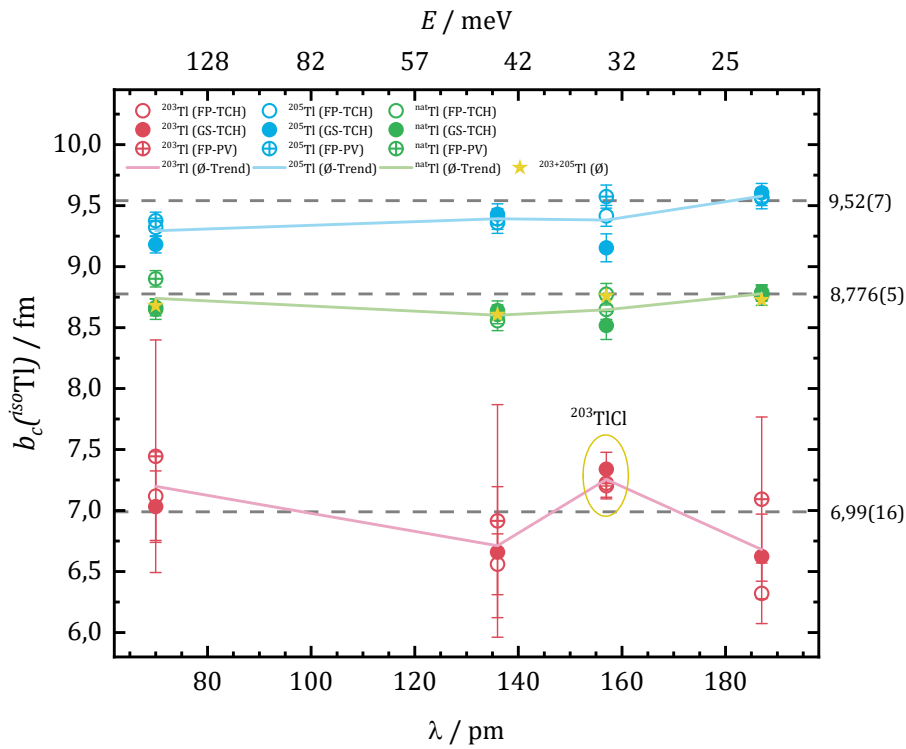 E / meV
128 82 57 42 32 25
²⁰³Tl (FP-TCH) ²⁰⁵Tl (FP-TCH) ⁿᵃᵗTl (FP-TCH)
²⁰³Tl (GS-TCH) ²⁰⁵Tl (GS-TCH) ⁿᵃᵗTl (GS-TCH)
²⁰³Tl (FP-PV) ²⁰⁵Tl (FP-PV) ⁿᵃᵗTl (FP-PV)
²⁰³Tl (Ø-Trend) ²⁰⁵Tl (Ø-Trend) ⁿᵃᵗTl (Ø-Trend) ²⁰³⁺²⁰⁵Tl (Ø)
10,0
9,5
9,52(7)
9,0
8,776(5)
8,5
8,0
7,5
²⁰³TlCl
7,0
6,99(16)
6,5
6,0
b_c(ⁱˢᵒTl) / fm
80 100 120 140 160 180
λ / pm